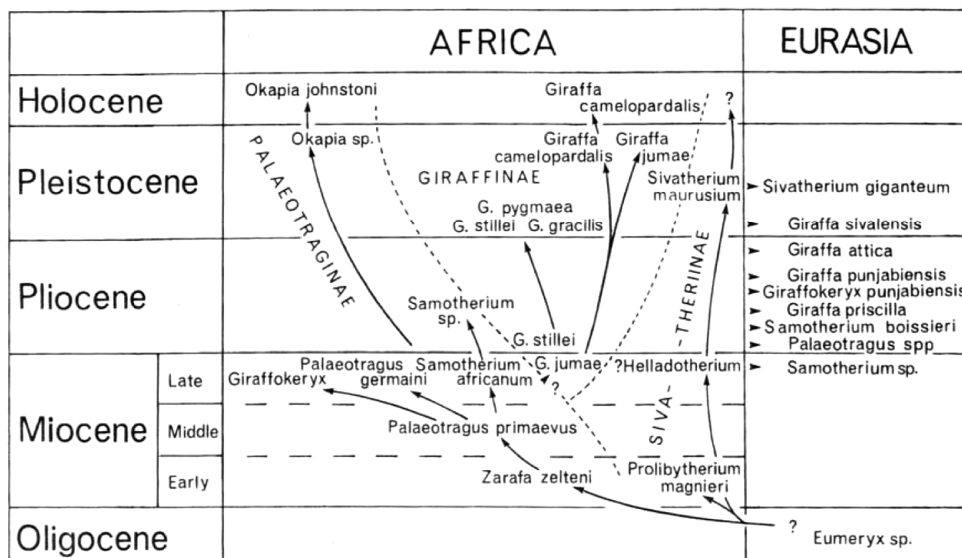 AFRICA
EURASIA
Holocene
Okapia johnstoni
Giraffa
camelopardalis
?
Pleistocene
Okapia sp.
Giraffa
camelopardalis
Giraffa
jumae
PALAEOTRAGINAE
GIRAFFINAE
Sivatherium
maurusium
Sivatherium giganteum
G. pygmaea
G. stillei G. gracilis
Giraffa sivalensis
Pliocene
Giraffa attica
Giraffa punjabiensis
Giraffokeryx punjabiensis
Giraffa priscilla
Samotherium boissieri
Palaeotragus spp
Samotherium
sp.
G. stillei
SIVA-THERIINAE
Miocene
Late
Giraffokeryx
Palaeotragus
germaini
Samotherium
africanum
?
G. jumae
?Helladotherium
Samotherium sp.
Middle
Palaeotragus primaevus
Early
Zarafa zelteni
Prolibytherium
magnieri
Oligocene
?
Eumeryx sp.